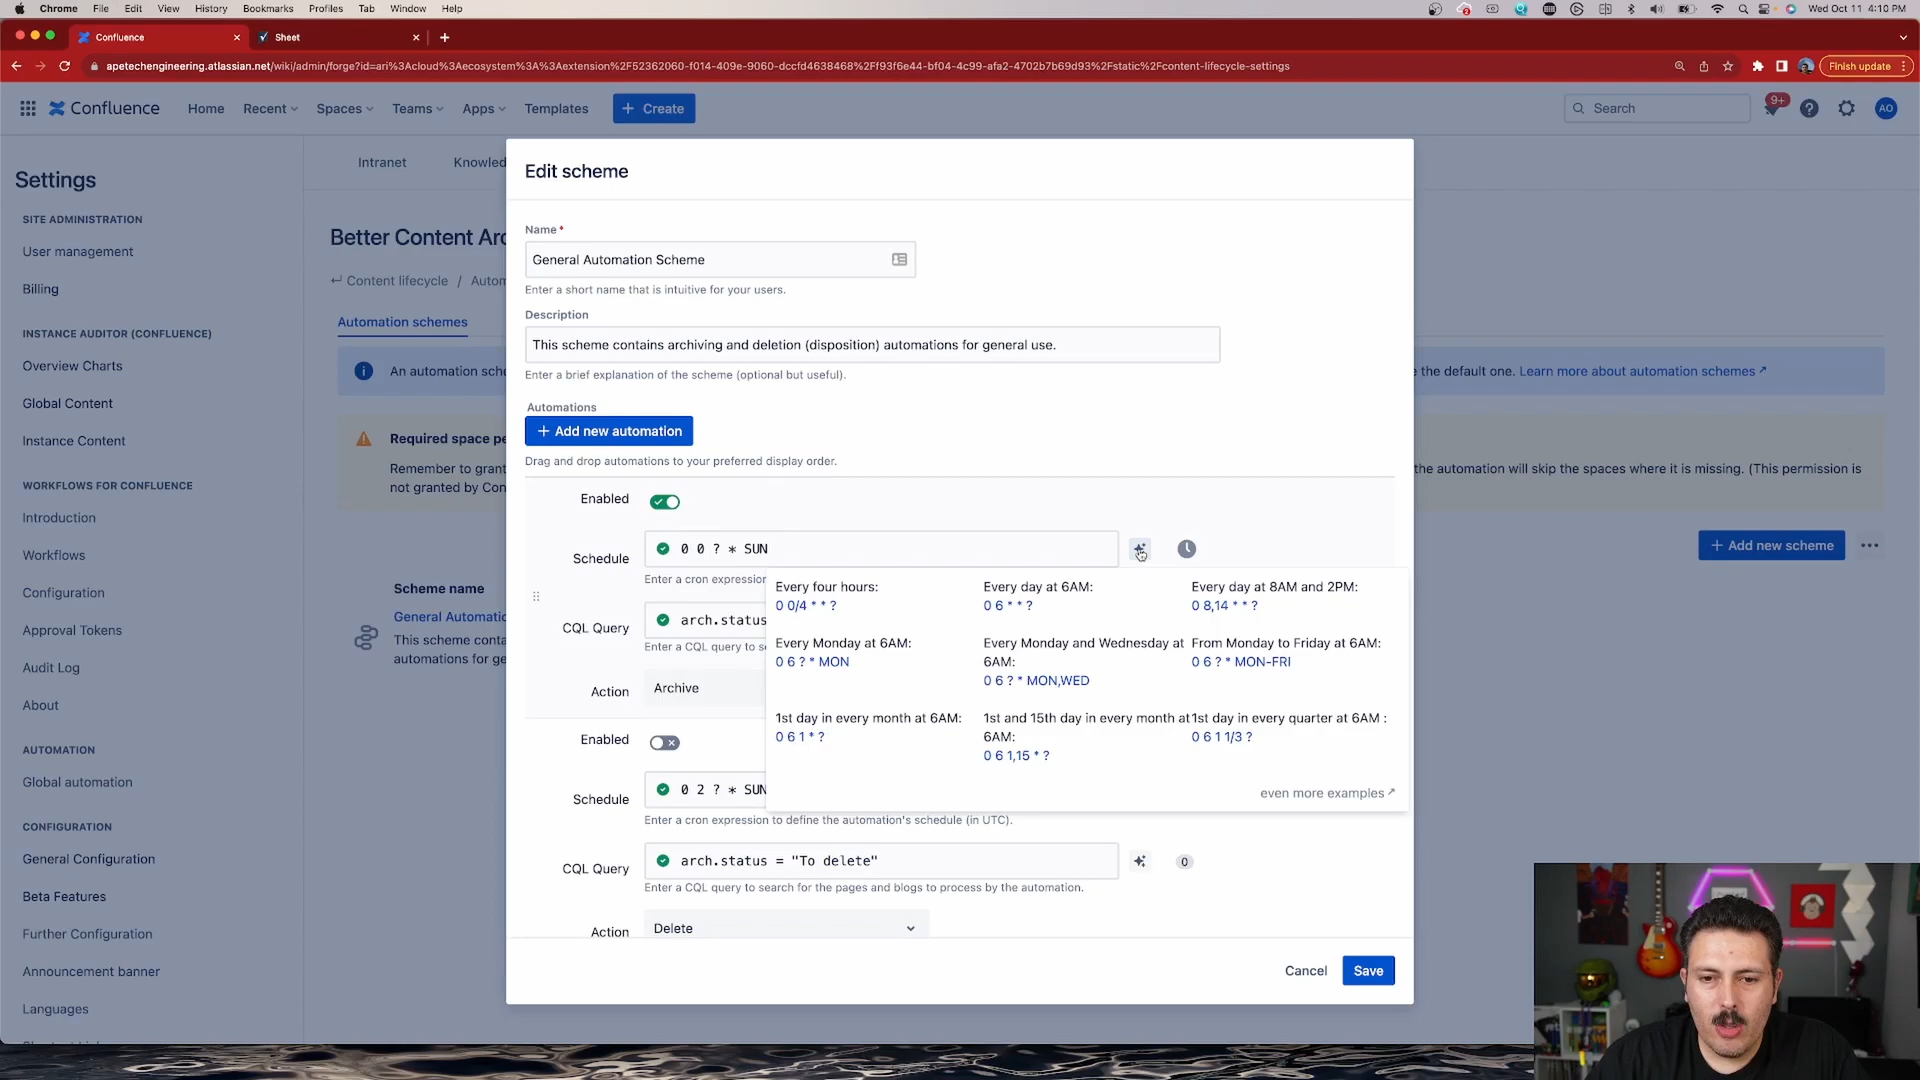 Chrome File Edit View History Bookmarks Profiles Tab Window Help
Wed Oct 11 4:10 PM
Confluence
Sheet
apetechengineering.atlassian.net/wiki/admin/forge?id=ari%3Acloud%3Aecosystem%3A%3Aextension%2F52362060-f014-409e-9060-dccfd4638468%2Ff93f6e44-bf04-4c99-afa2-4702b7b69d93%2Fstatic%2Fcontent-lifecycle-settings
Finish update
Confluence Home Recent Spaces Teams Apps Templates + Create
Search
9+
AO
Intranet
Knowled
Settings
SITE ADMINISTRATION
User management
Billing
INSTANCE AUDITOR (CONFLUENCE)
Overview Charts
Global Content
Instance Content
WORKFLOWS FOR CONFLUENCE
Introduction
Workflows
Configuration
Approval Tokens
Audit Log
About
AUTOMATION
Global automation
CONFIGURATION
General Configuration
Beta Features
Further Configuration
Announcement banner
Languages
Better Content Arc
Content lifecycle / Autom
Automation schemes
An automation sche
e the default one. Learn more about automation schemes
Required space pe
Remember to grant
not granted by Con
the automation will skip the spaces where it is missing. (This permission is
+ Add new scheme
Scheme name
General Automatic
This scheme conta
automations for ge
Edit scheme
Name *
General Automation Scheme
Enter a short name that is intuitive for your users.
Description
This scheme contains archiving and deletion (disposition) automations for general use.
Enter a brief explanation of the scheme (optional but useful).
Automations
+ Add new automation
Drag and drop automations to your preferred display order.
Enabled
Schedule
0 0 ? * SUN
Enter a cron expression
CQL Query
arch.status
Enter a CQL query to se
Action
Archive
Every four hours:
0 0/4 * * ?
Every day at 6AM:
0 6 * * ?
Every day at 8AM and 2PM:
0 8,14 * * ?
Every Monday at 6AM:
0 6 ? * MON
Every Monday and Wednesday at
6AM:
0 6 ? * MON,WED
From Monday to Friday at 6AM:
0 6 ? * MON-FRI
1st day in every month at 6AM:
0 6 1 * ?
1st and 15th day in every month at
6AM:
0 6 1,15 * ?
1st day in every quarter at 6AM :
0 6 1 1/3 ?
even more examples
Enabled
Schedule
0 2 ? * SUN
Enter a cron expression to define the automation's schedule (in UTC).
CQL Query
arch.status = "To delete"
0
Enter a CQL query to search for the pages and blogs to process by the automation.
Action
Delete
Cancel
Save